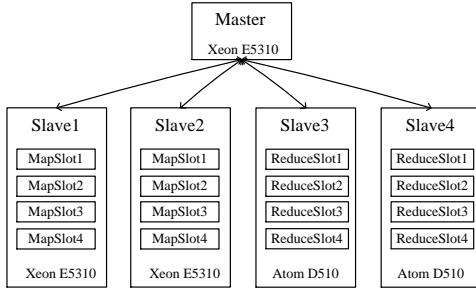 Master
Xeon E5310
Slave1
MapSlot1
MapSlot2
MapSlot3
MapSlot4
Xeon E5310
Slave2
MapSlot1
MapSlot2
MapSlot3
MapSlot4
Xeon E5310
Slave3
ReduceSlot1
ReduceSlot2
ReduceSlot3
ReduceSlot4
Atom D510
Slave4
ReduceSlot1
ReduceSlot2
ReduceSlot3
ReduceSlot4
Atom D510